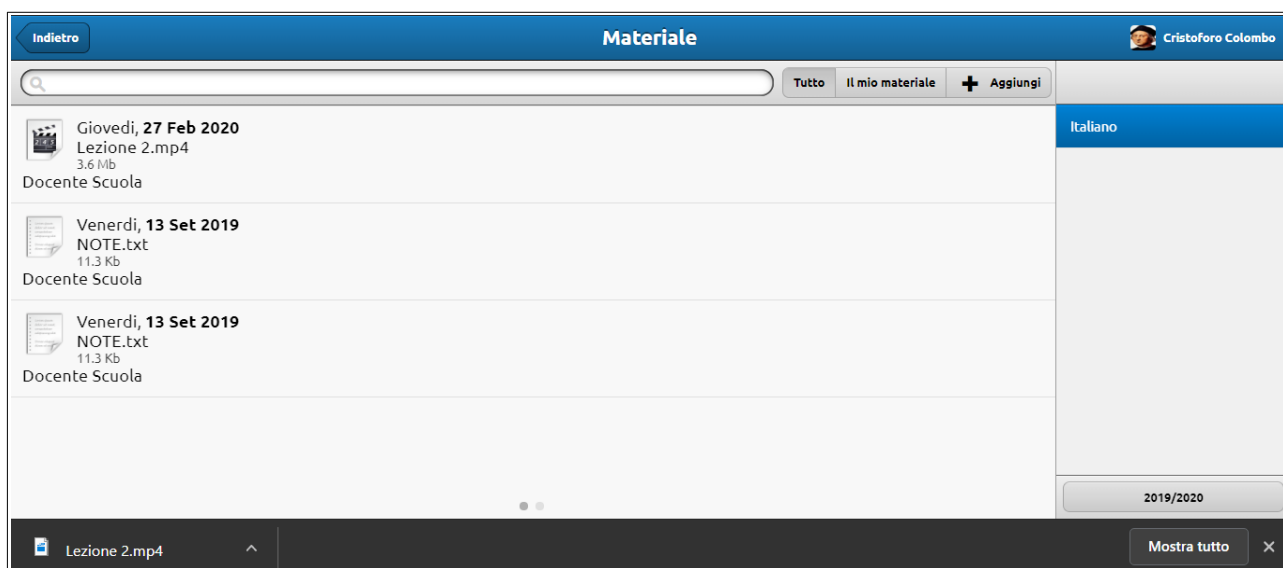 Indietro
Materiale
Cristoforo Colombo
Tutto
Il mio materiale
Aggiungi
Giovedi, 27 Feb 2020
Lezione 2.mp4
3.6 Mb
Docente Scuola
Venerdi, 13 Set 2019
NOTE.txt
11.3 Kb
Docente Scuola
Venerdi, 13 Set 2019
NOTE.txt
11.3 Kb
Docente Scuola
Italiano
2019/2020
Lezione 2.mp4
Mostra tutto